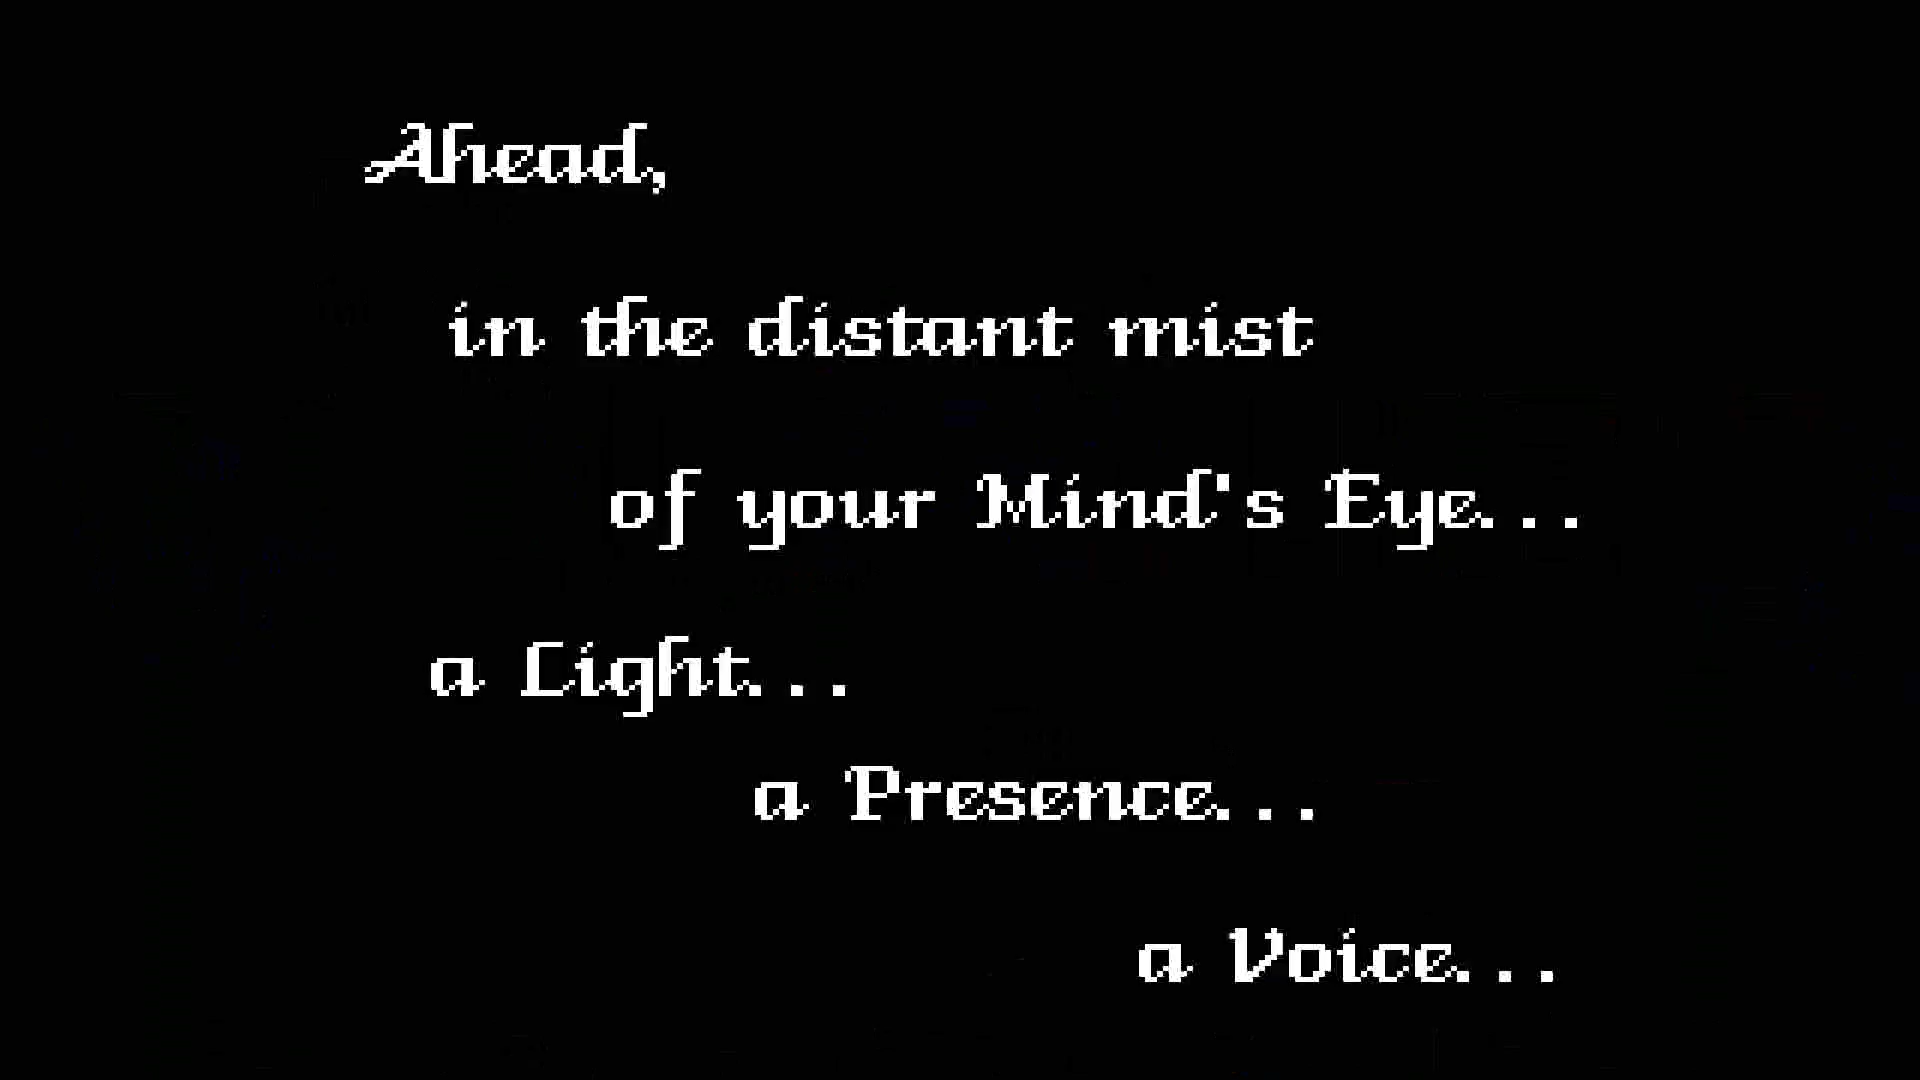 Ahead,
in the distant mist
of your Mind's Eye...
a Light...
a Presence...
a Voice...